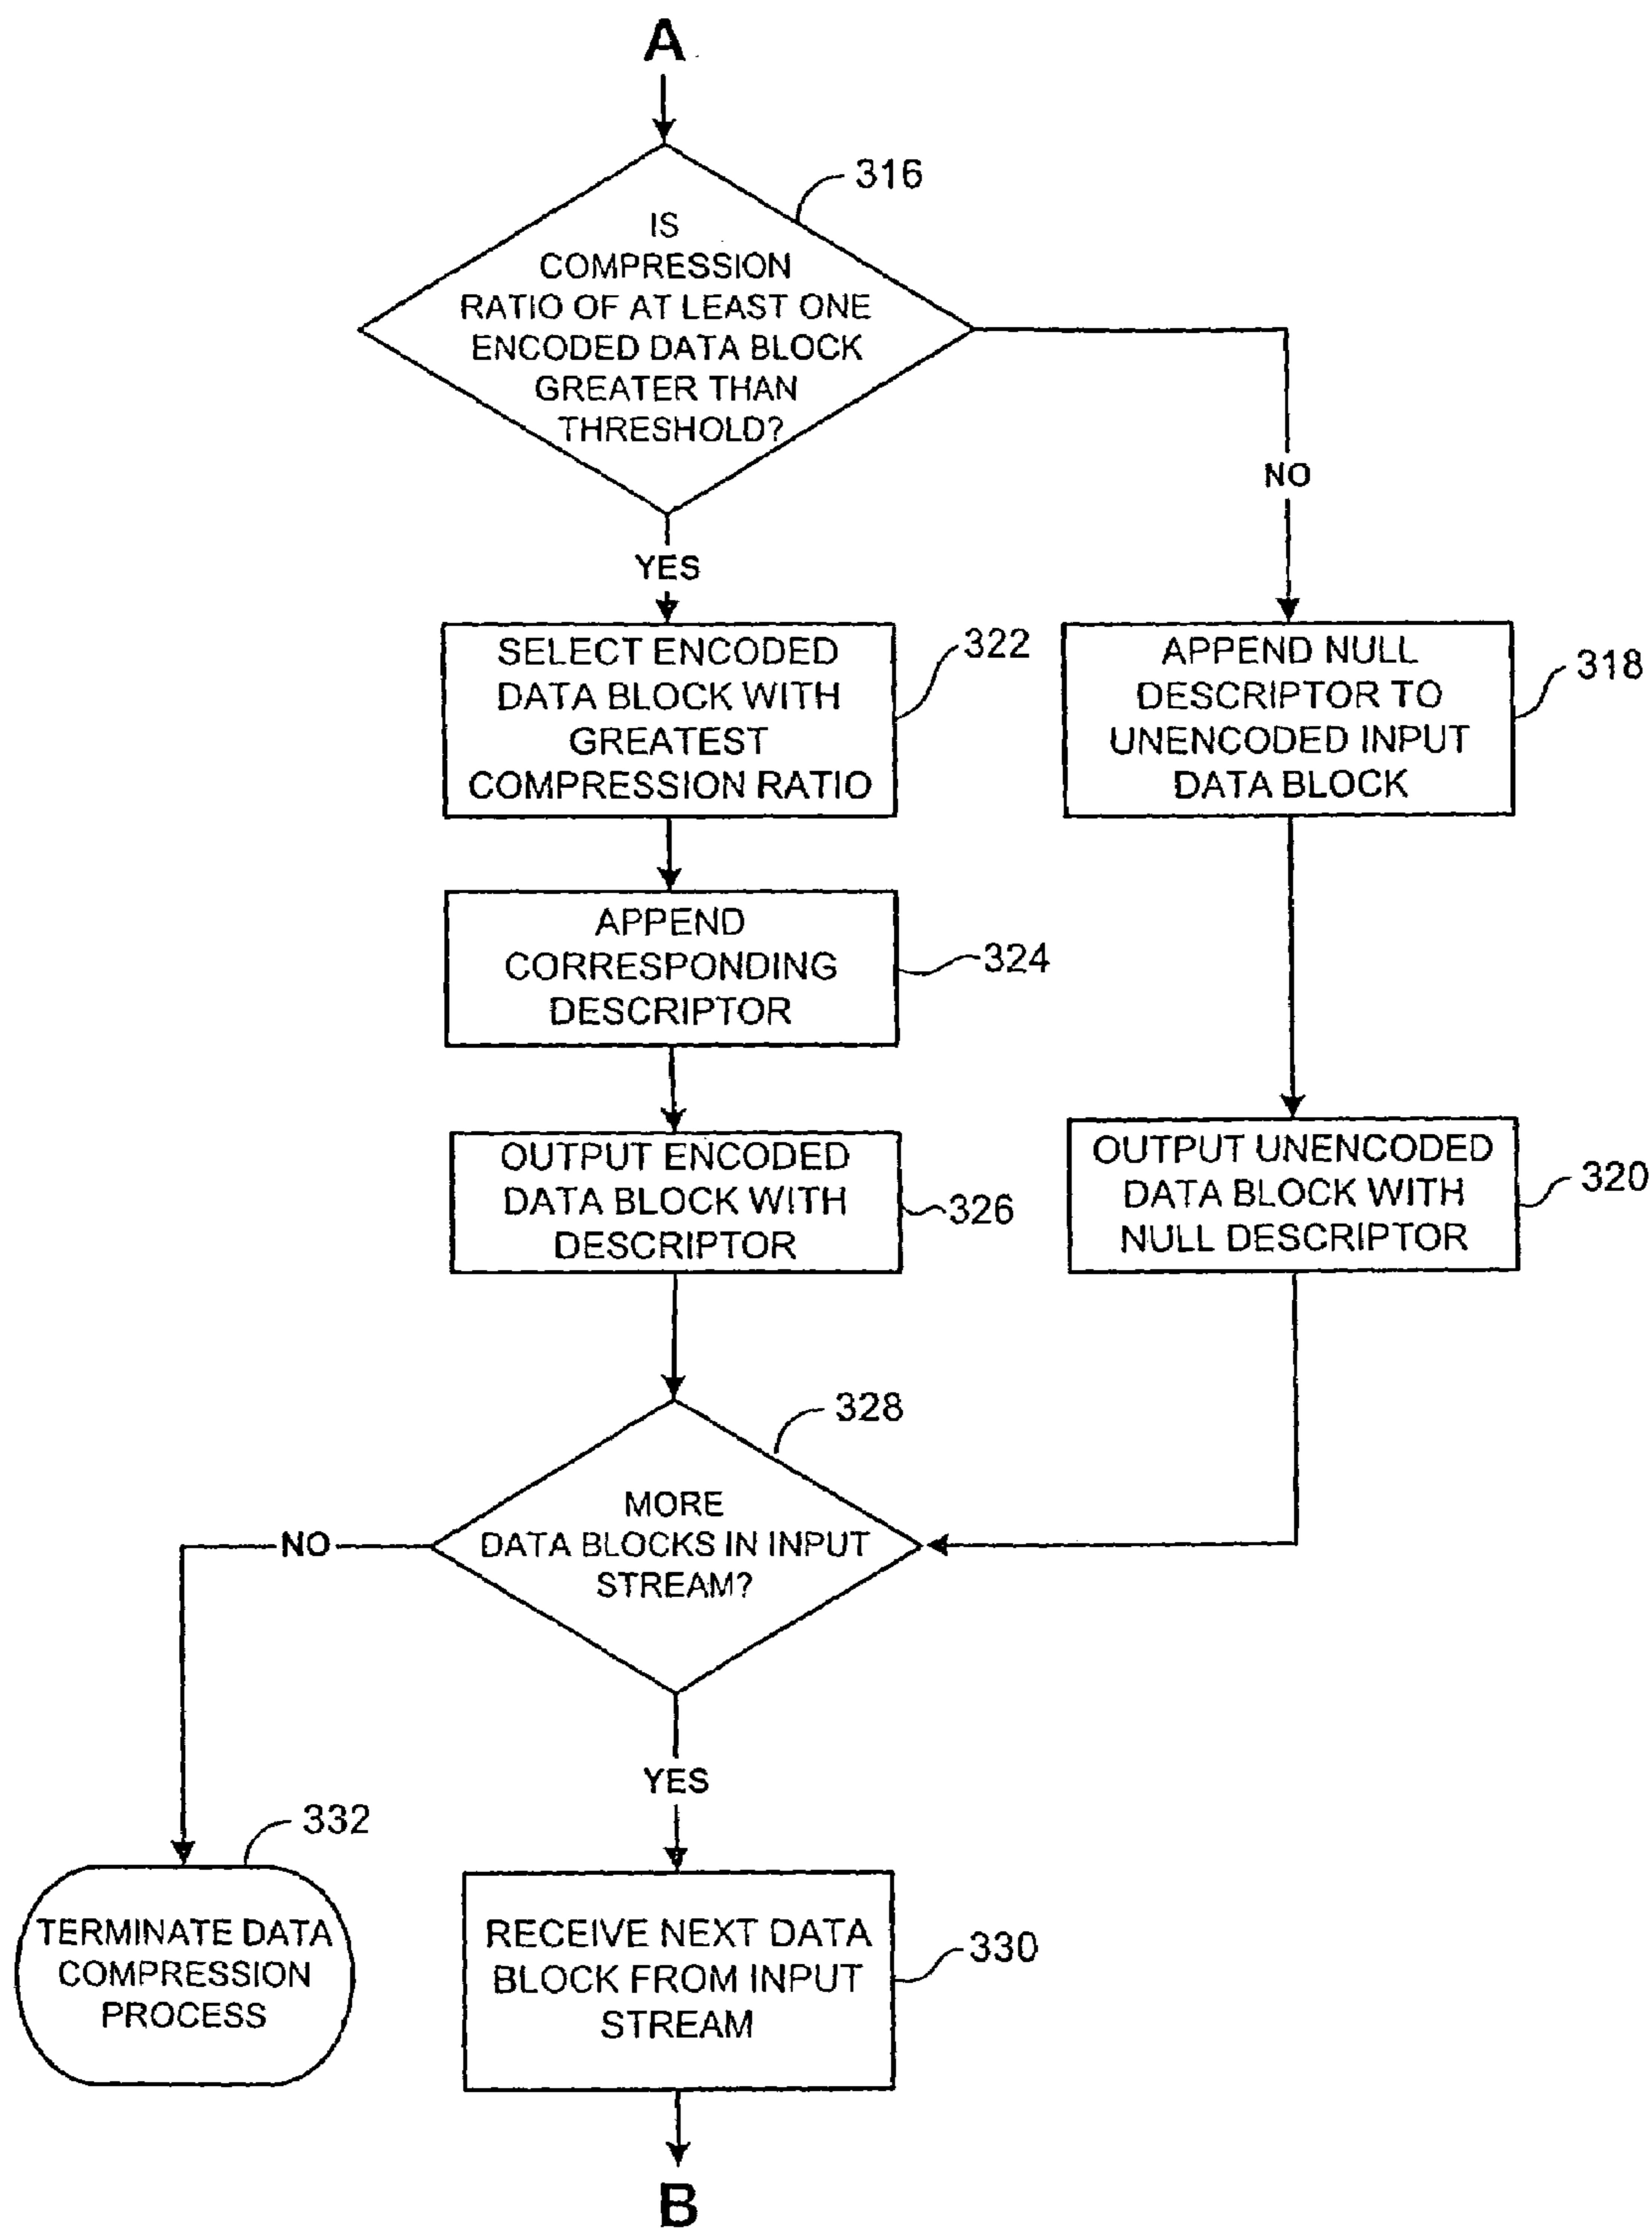 A
316
IS
COMPRESSION
RATIO OF AT LEAST ONE
ENCODED DATA BLOCK
GREATER THAN
THRESHOLD?
NO
YES
SELECT ENCODED
DATA BLOCK WITH
GREATEST
COMPRESSION RATIO
322
APPEND NULL
DESCRIPTOR TO
UNENCODED INPUT
DATA BLOCK
318
APPEND
CORRESPONDING
DESCRIPTOR
324
OUTPUT ENCODED
DATA BLOCK WITH
DESCRIPTOR
326
OUTPUT UNENCODED
DATA BLOCK WITH
NULL DESCRIPTOR
320
328
MORE
DATA BLOCKS IN INPUT
STREAM?
NO
YES
332
TERMINATE DATA
COMPRESSION
PROCESS
RECEIVE NEXT DATA
BLOCK FROM INPUT
STREAM
330
B